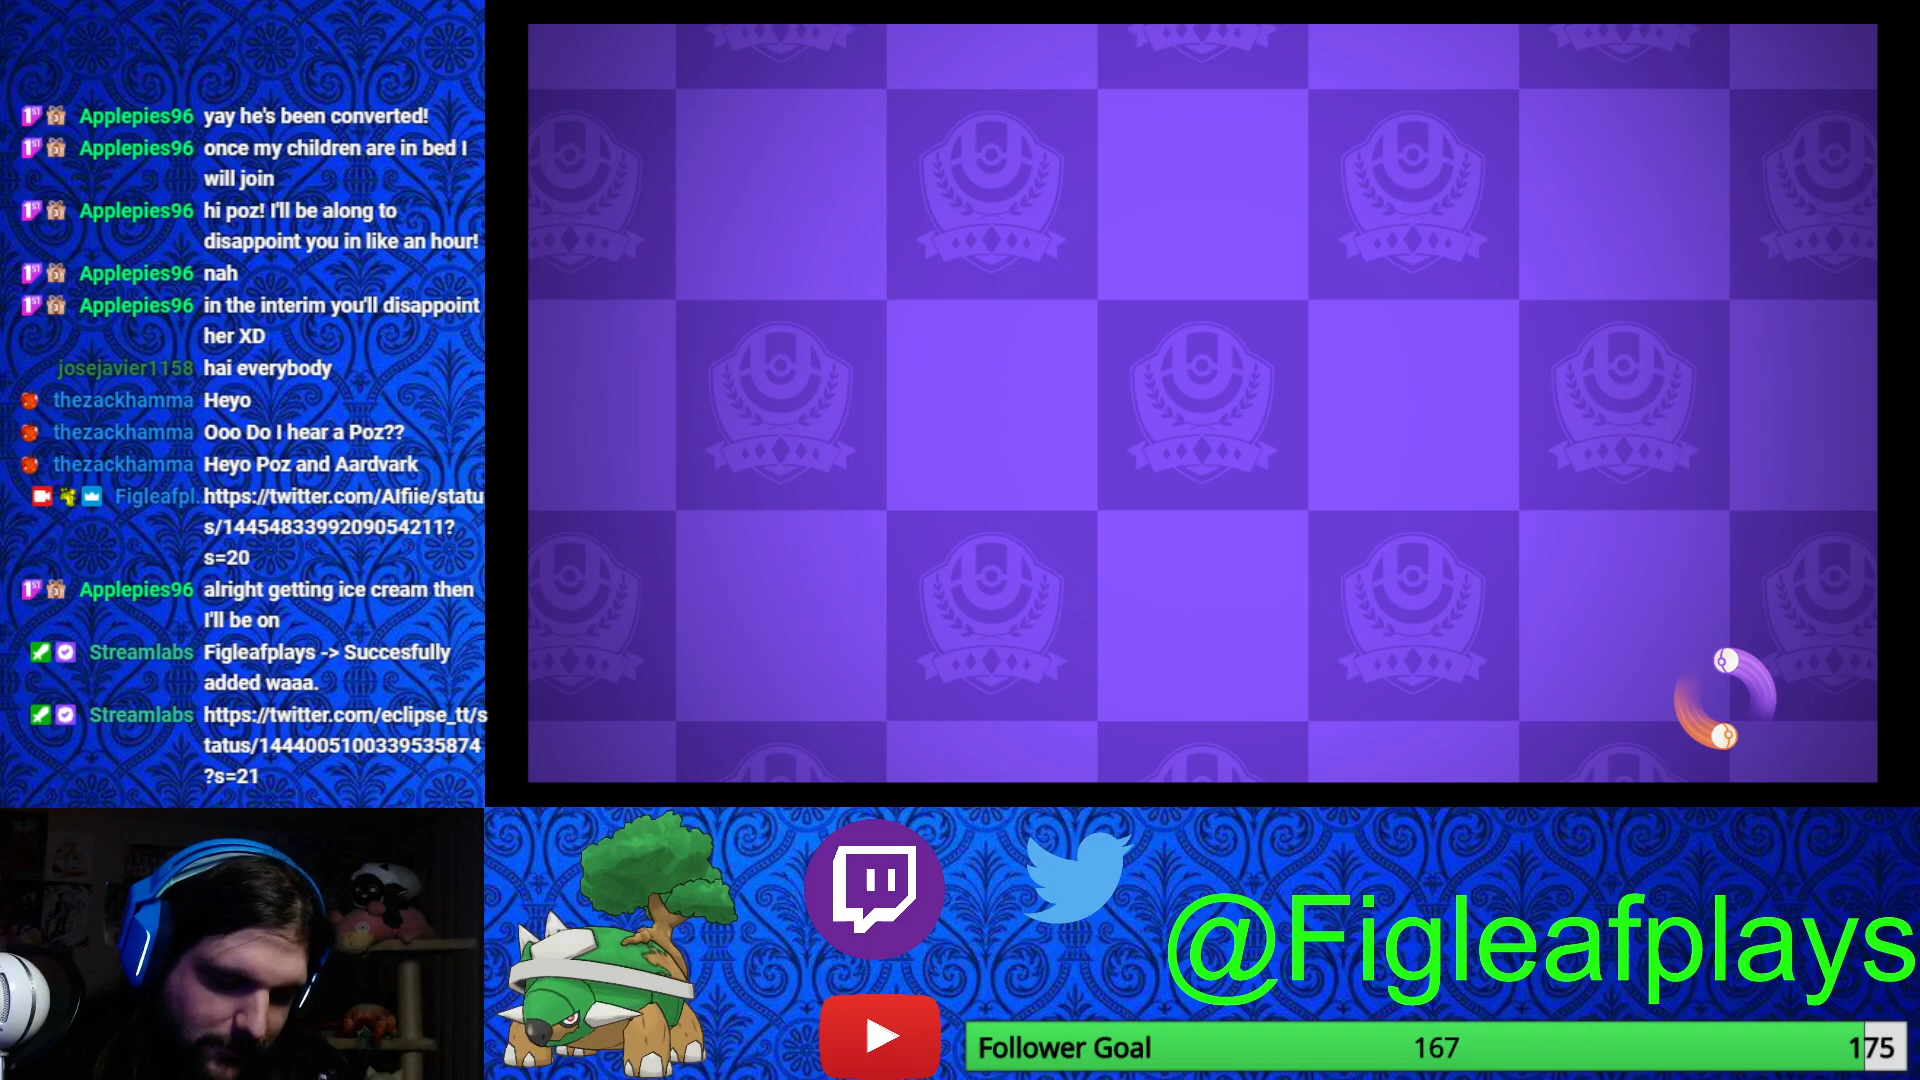 Applepies96 yay he's been converted!
Applepies96 once my children are in bed I
will join
Applepies96 hi poz! I'll be along to
disappoint you in like an hour!
Applepies96 nah
Applepies96 in the interim you'll disappoint
her XD
josejavier1158 hai everybody
thezackhamma Heyo
thezackhamma Ooo Do I hear a Poz??
thezackhamma Heyo Poz and Aardvark
Figleafpl.. https://twitter.com/Alfiie/statu
s/1445483399209054211?
s=20
Applepies96 alright getting ice cream then
I'll be on
Streamlabs Figleafplays -> Succesfully
added waaa.
Streamlabs https://twitter.com/eclipse_tt/s
tatus/1444005100339535874
?s=21
@Figleafplays
Follower Goal 167 175